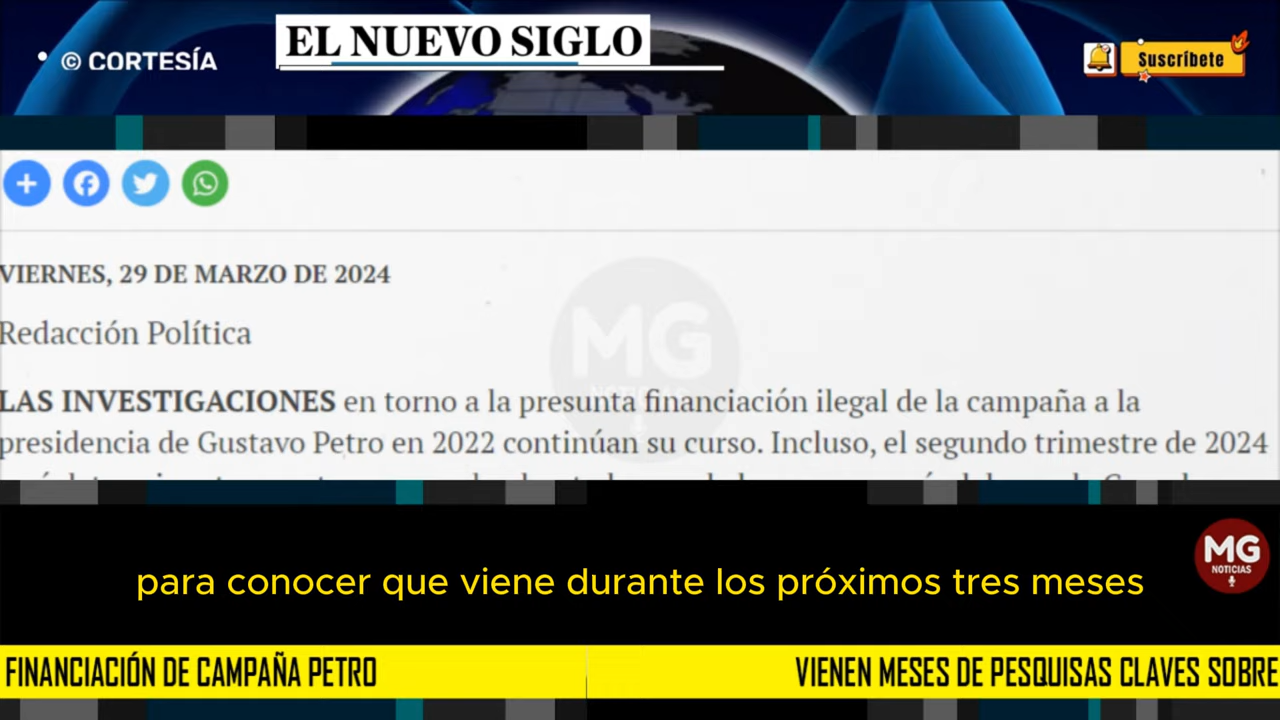 © CORTESÍA
EL NUEVO SIGLO
Suscríbete
VIERNES, 29 DE MARZO DE 2024
Redacción Política
LAS INVESTIGACIONES en torno a la presunta financiación ilegal de la campaña a la
presidencia de Gustavo Petro en 2022 continúan su curso. Incluso, el segundo trimestre de 2024
MG
NOTICIAS
para conocer que viene durante los próximos tres meses
MG
NOTICIAS
FINANCIACIÓN DE CAMPAÑA PETRO
VIENEN MESES DE PESQUISAS CLAVES SOBRE